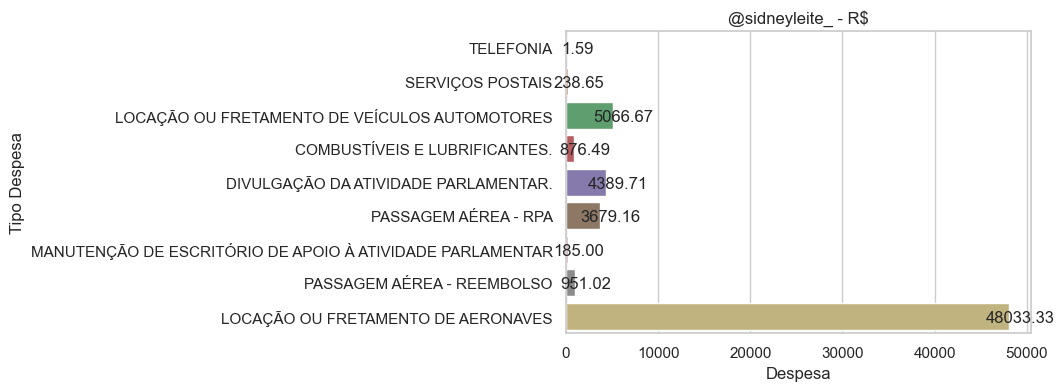 @sidneyleite_ - R$
TELEFONIA 1.59
SERVIÇOS POSTAIS 238.65
LOCAÇÃO OU FRETAMENTO DE VEÍCULOS AUTOMOTORES 5066.67
COMBUSTÍVEIS E LUBRIFICANTES. 876.49
DIVULGAÇÃO DA ATIVIDADE PARLAMENTAR. 4389.71
PASSAGEM AÉREA - RPA 3679.16
MANUTENÇÃO DE ESCRITÓRIO DE APOIO À ATIVIDADE PARLAMENTAR 185.00
PASSAGEM AÉREA - REEMBOLSO 951.02
LOCAÇÃO OU FRETAMENTO DE AERONAVES 48033.33
Tipo Despesa
0 10000 20000 30000 40000 50000
Despesa